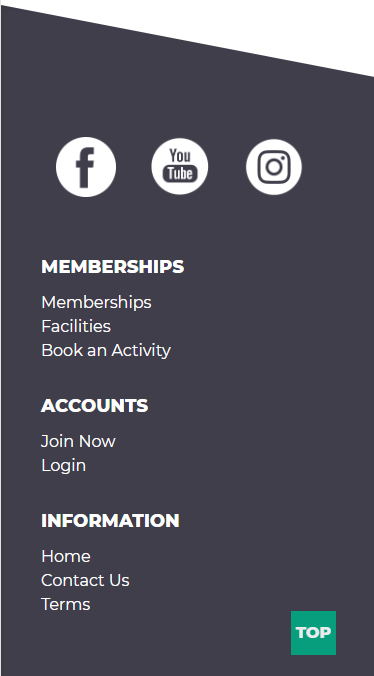 f
You
Tube
MEMBERSHIPS
Memberships
Facilities
Book an Activity
ACCOUNTS
Join Now
Login
INFORMATION
Home
Contact Us
Terms
TOP